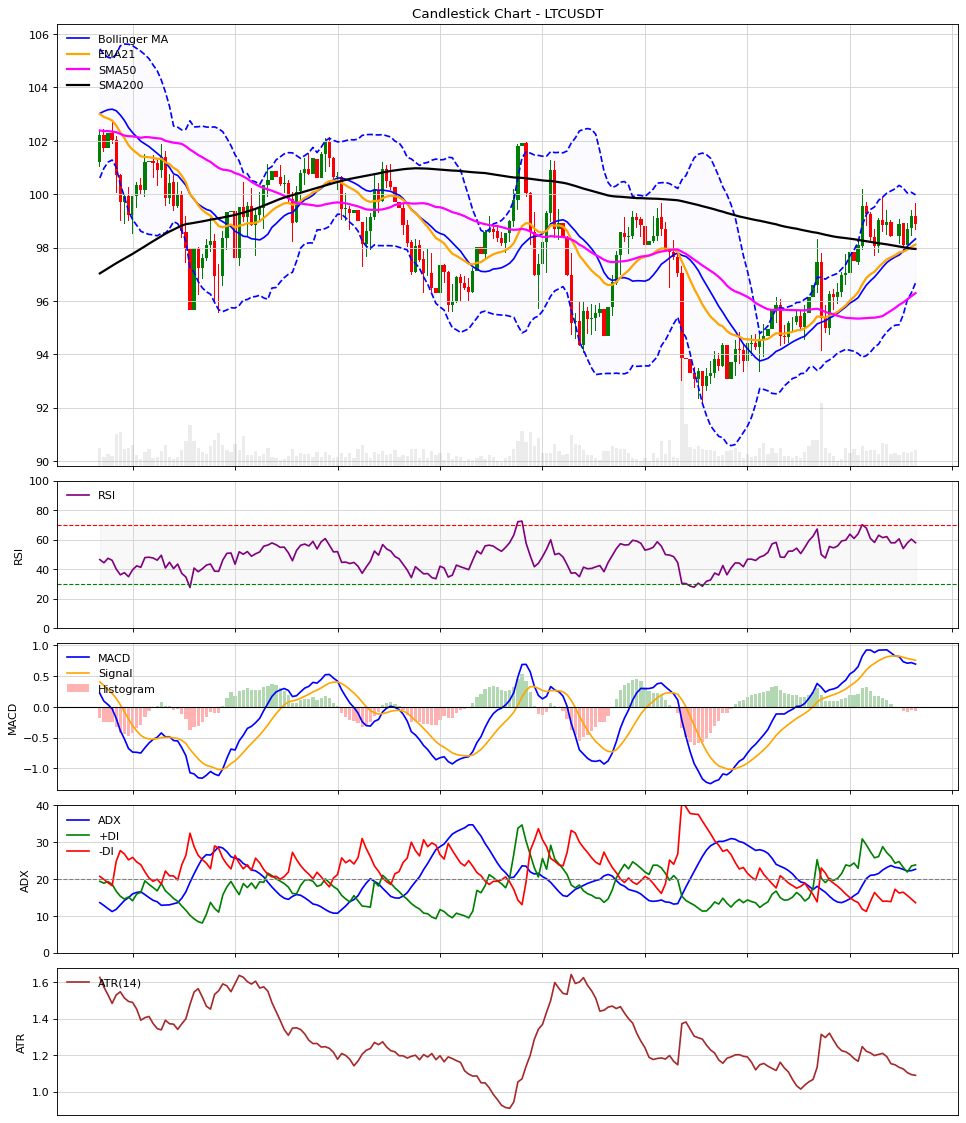 Candlestick Chart - LTCUSDT
106
104
102
100
98
96
94
92
90
Bollinger MA
EMA21
SMA50
SMA200
100
80
60
40
20
0
RSI
RSI
1.0
0.5
0.0
−0.5
−1.0
MACD
MACD
Signal
Histogram
40
30
20
10
0
ADX
ADX
+DI
-DI
1.6
1.4
1.2
1.0
ATR
ATR(14)